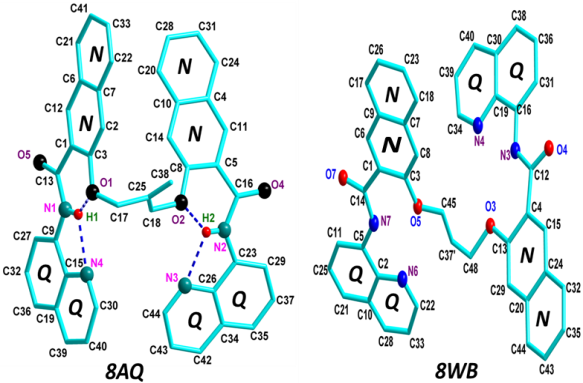 C41
C33
C21
N
C22
C6
C7
C12
N
C2
C1
C3
O5
C13
O1
N1
H1
C17
C27
C9
C15
N4
C32
Q
Q
C36
C19
C30
C39
C40
C28
C31
C20
N
C24
C10
C4
C14
N
C11
C38
C8
C5
C25
C16
O4
C18
O2
H2
N2
C23
N3
C26
C29
Q
C37
C44
Q
C34
C35
C43
C42
8AQ
C26
C23
C17
N
C18
C9
C7
C6
N
C8
C1
C3
O7
C14
O5
N7
C5
C11
C2
N6
C25
Q
Q
C22
C21
C10
C28
C33
C38
C40
C30
C36
C39
Q
Q
C31
C19
C16
C34
N4
N3
O4
C12
C45
O3
C4
C15
C37'
C13
N
C48
C24
C29
C32
C20
N
C35
C44
C43
8WB